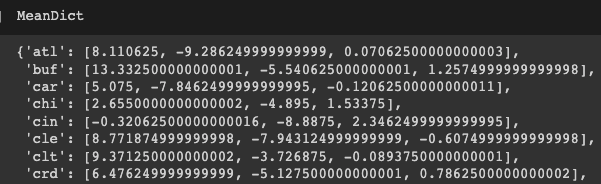 MeanDict
{'atl': [8.110625, -9.286249999999999, 0.07062500000000003],
'buf': [13.332500000000001, -5.540625000000001, 1.2574999999999998],
'car': [5.075, -7.8462499999999995, -0.12062500000000011],
'chi': [2.6550000000000002, -4.895, 1.53375],
'cin': [-0.32062500000000016, -8.8875, 2.3462499999999995],
'cle': [8.771874999999998, -7.943124999999999, -0.6074999999999998],
'clt': [9.371250000000002, -3.726875, -0.0893750000000001],
'crd': [6.476249999999999, -5.127500000000001, 0.7862500000000002],